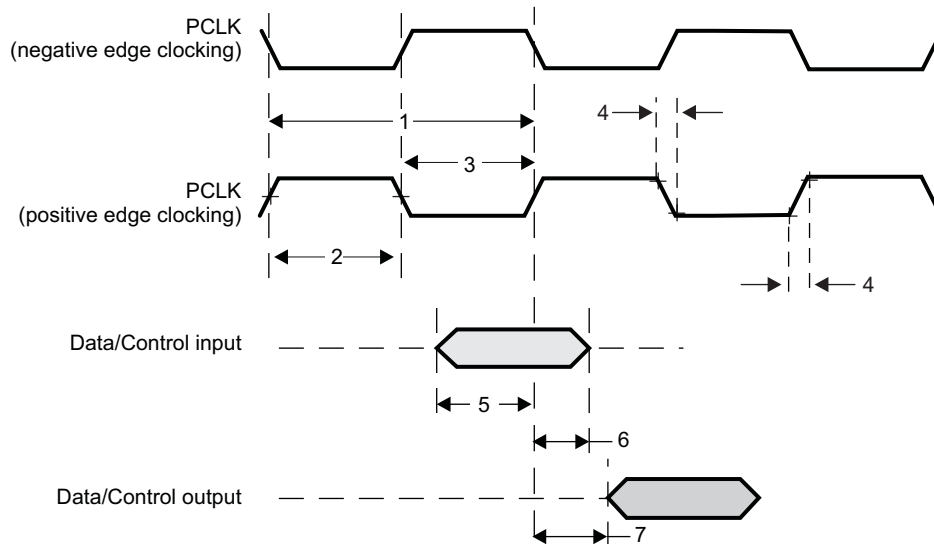 PCLK
(negative edge clocking)
1
4
3
PCLK
(positive edge clocking)
2
4
Data/Control input
5
6
Data/Control output
7